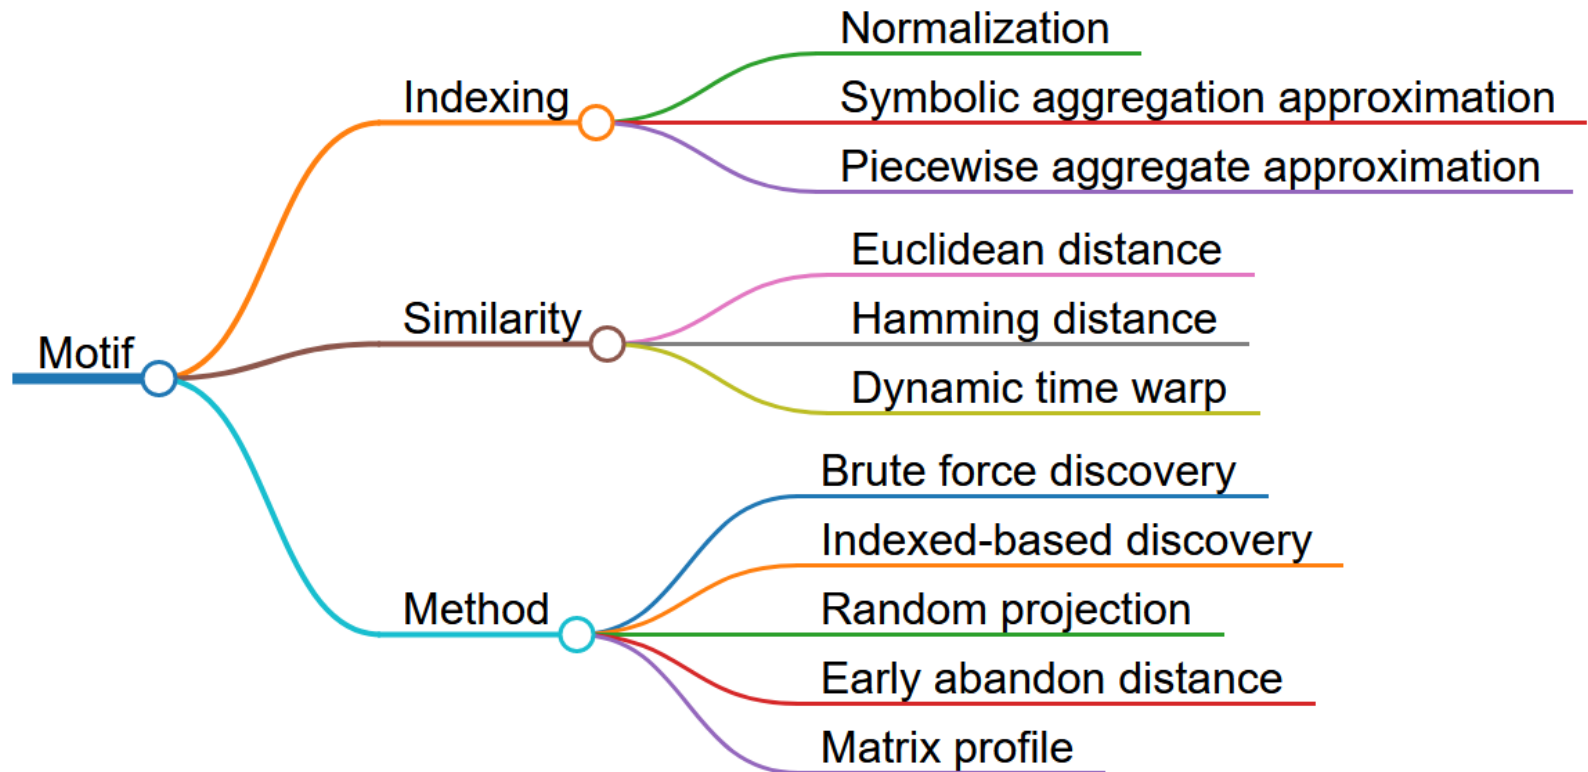 Motif
Indexing
Normalization
Symbolic aggregation approximation
Piecewise aggregate approximation
Similarity
Euclidean distance
Hamming distance
Dynamic time warp
Method
Brute force discovery
Indexed-based discovery
Random projection
Early abandon distance
Matrix profile